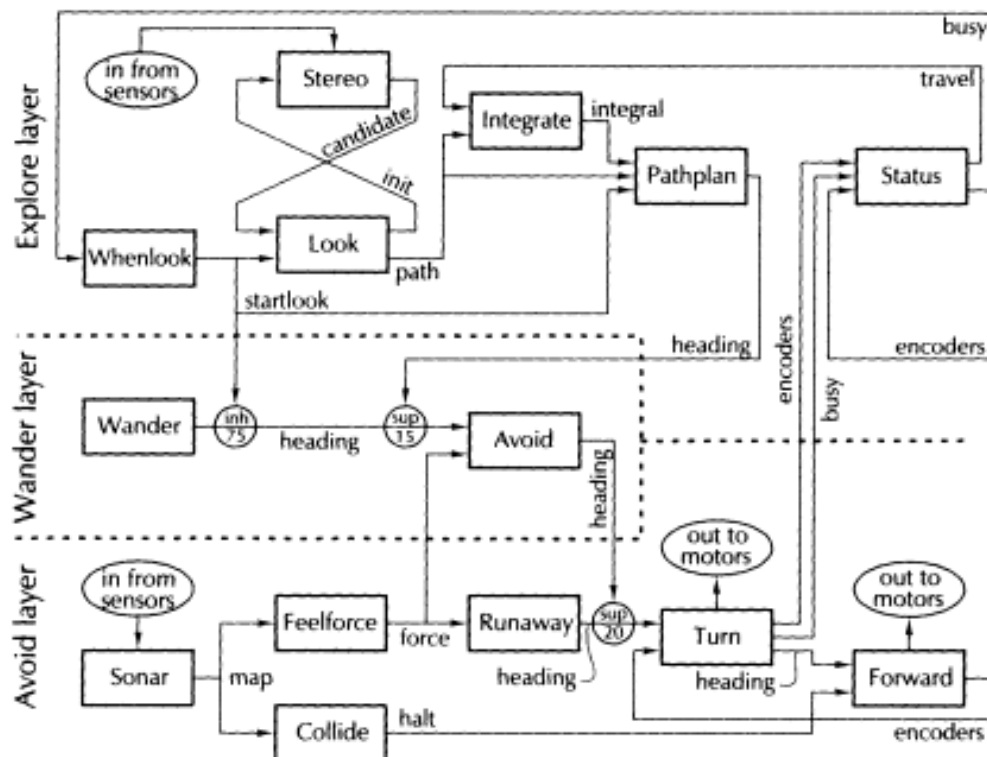 busy
in from
sensors
Stereo
travel
candidate
Integrate
integral
Explore layer
init
Pathplan
Status
Look
Whenlook
path
startlook
heading
encoders
encoders
busy
Wander layer
Wander
inh
75
heading
sup
15
Avoid
heading
in from
sensors
out to
motors
out to
motors
Avoid layer
Feelforce
force
Runaway
sup
20
Turn
Sonar
map
heading
heading
Forward
Collide
halt
encoders